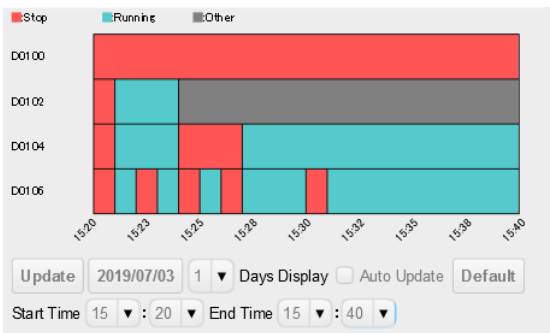 Stop Running Other
D0100
D0102
D0104
D0106
15:20 15:23 15:25 15:28 15:30 15:32 15:35 15:38 15:40
Update 2019/07/03 1 ▼ Days Display Auto Update Default
Start Time 15 ▼ : 20 ▼ End Time 15 ▼ : 40 ▼